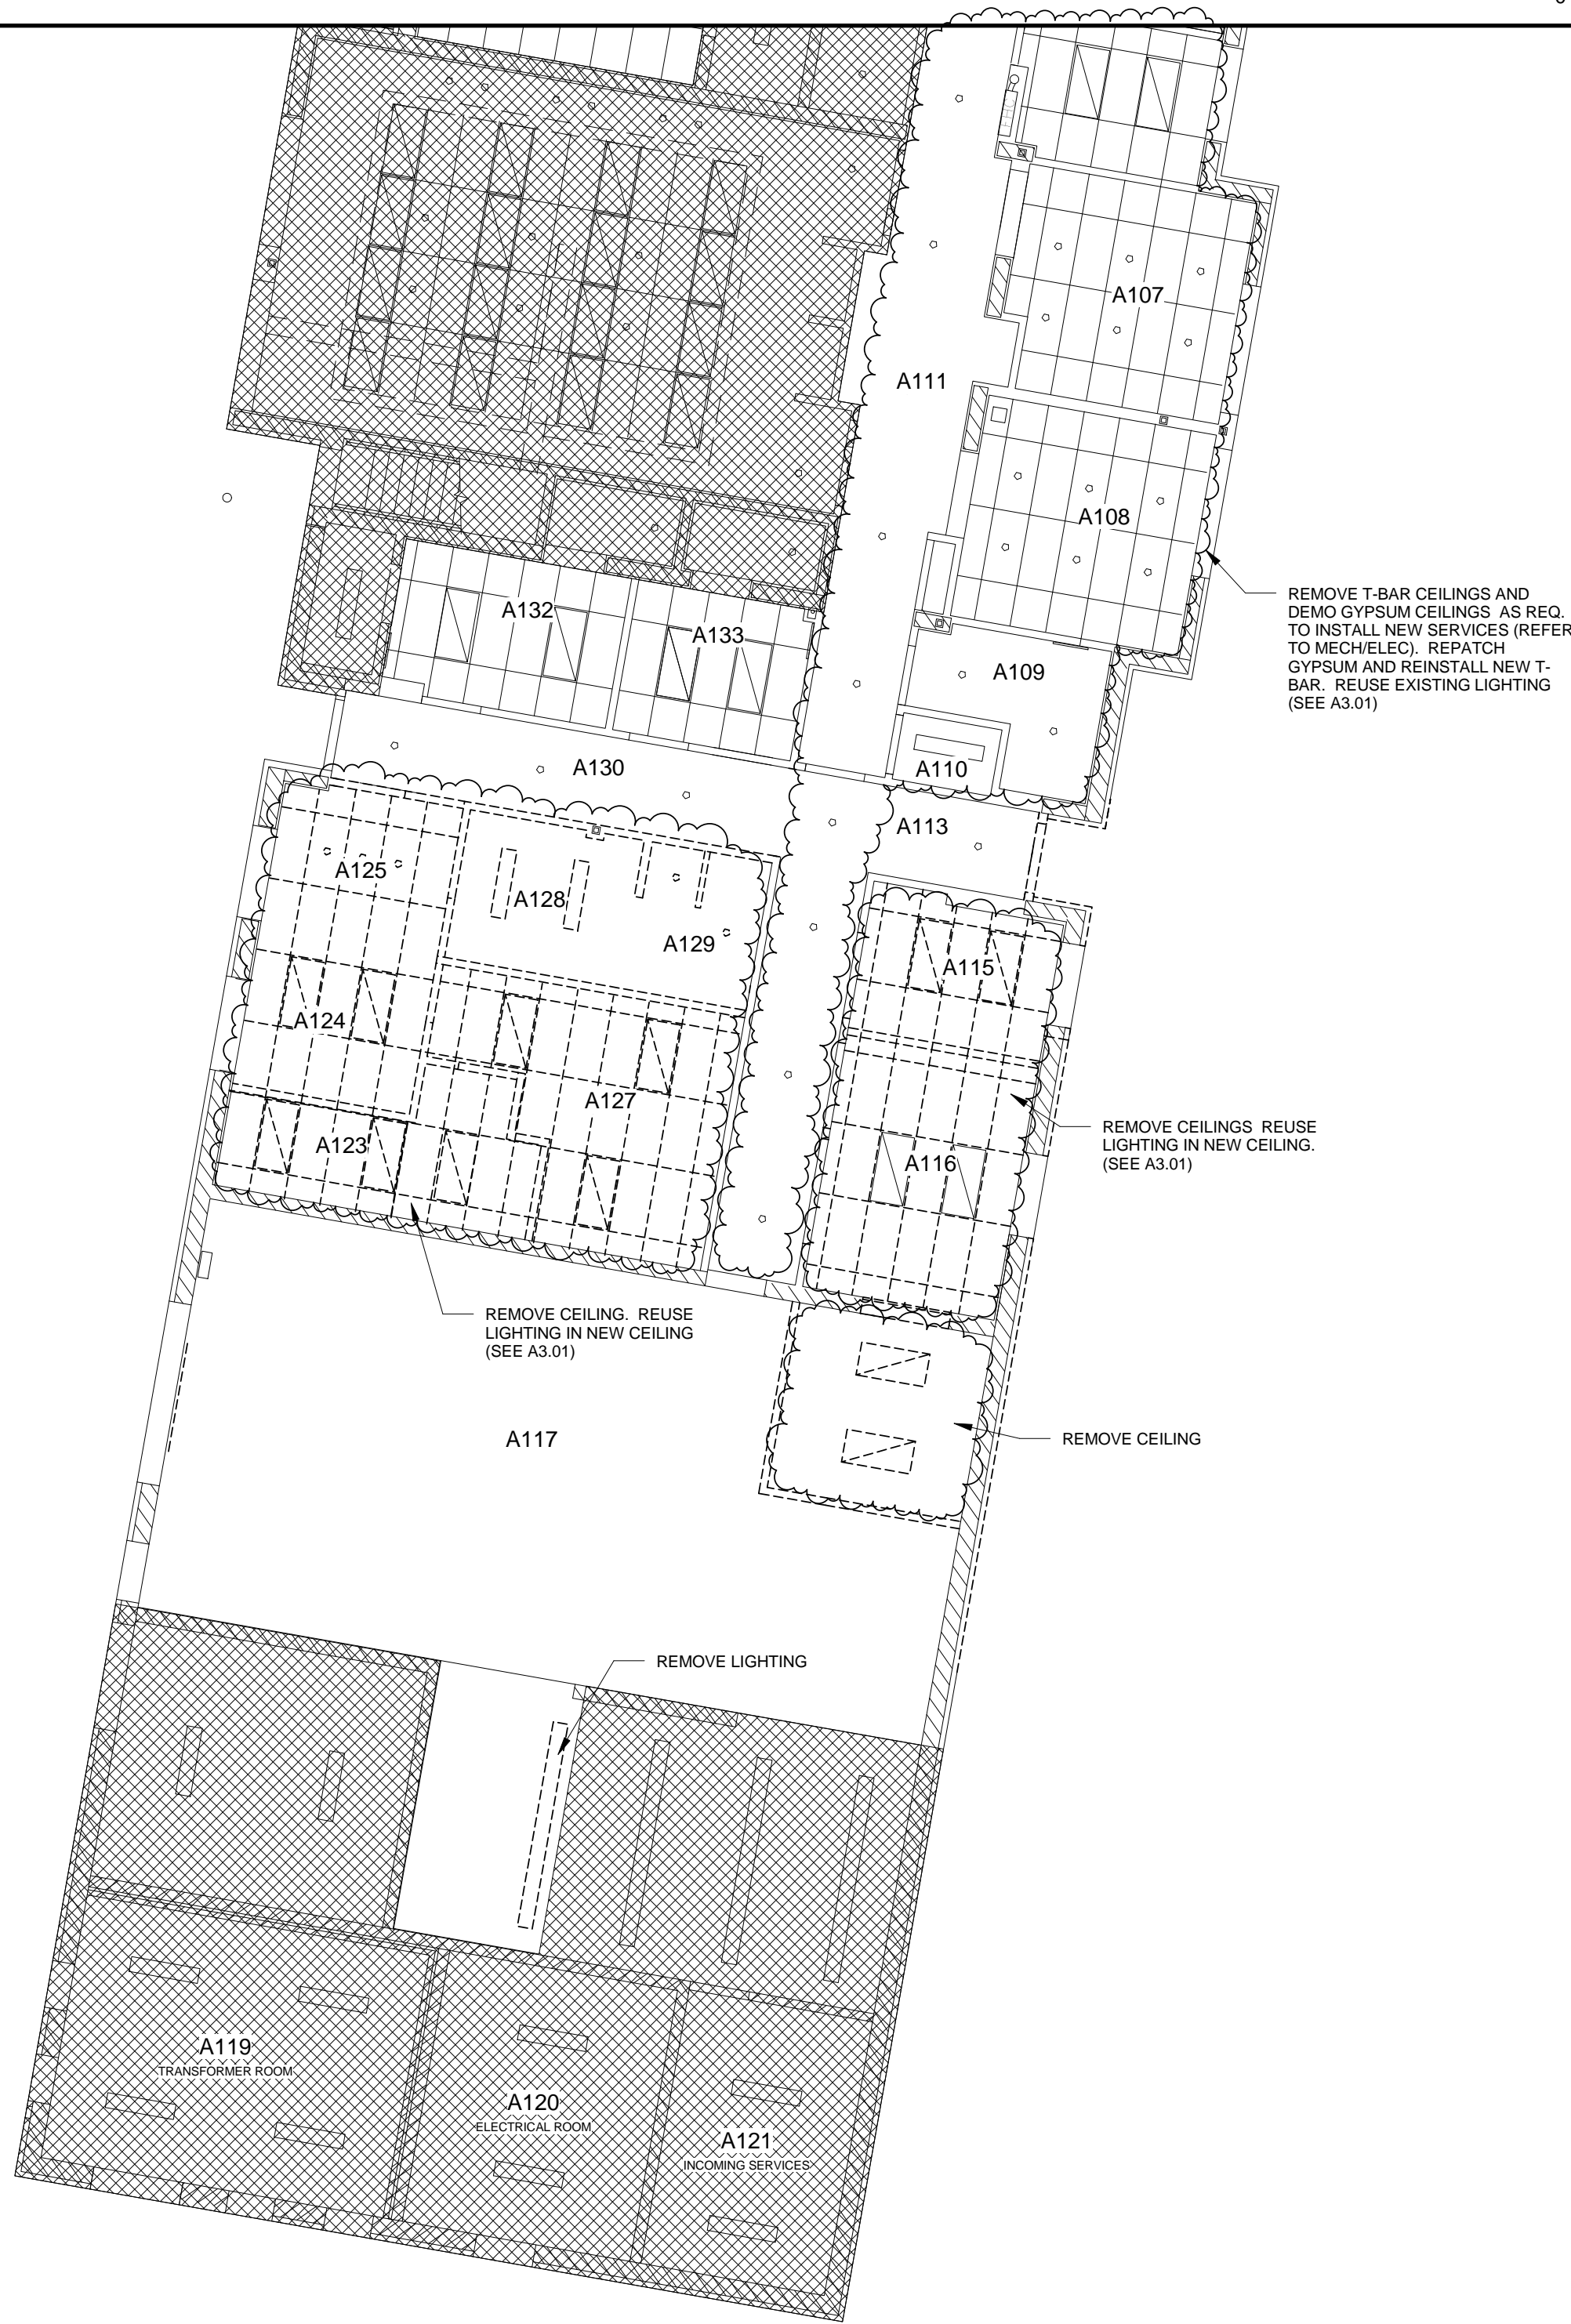 A107
A111
A108
REMOVE T-BAR CEILINGS AND
DEMO GYPSUM CEILINGS AS REQ.
TO INSTALL NEW SERVICES (REFER
TO MECH/ELEC). REPATCH
GYPSUM AND REINSTALL NEW T-
BAR. REUSE EXISTING LIGHTING
(SEE A3.01)
A132
A133
A109
A130
A110
A113
A125
A128
A129
A115
A124
A127
A123
A116
REMOVE CEILINGS REUSE
LIGHTING IN NEW CEILING.
(SEE A3.01)
REMOVE CEILING. REUSE
LIGHTING IN NEW CEILING
(SEE A3.01)
A117
REMOVE CEILING
REMOVE LIGHTING
A119
TRANSFORMER ROOM
A120
ELECTRICAL ROOM
A121
INCOMING SERVICES